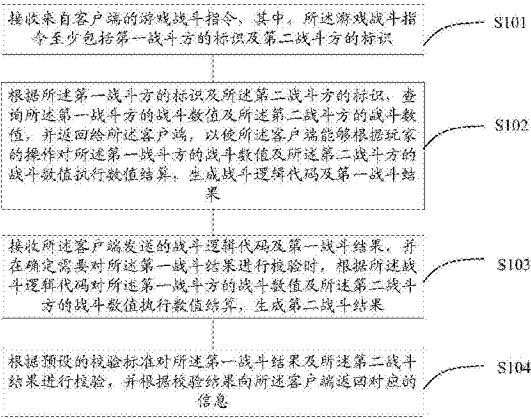 接收来自客户端的游戏战斗指令、其中，所述游戏战斗指
令至少包括第一战斗方的标识及第二战斗方的标识
S101
根据所述第一战斗方的标识及所述第二战斗方的标识，查
询所述第一战斗方的战斗数值及所述第二战斗方的战斗数
值，并返回给所述客户端，以使所述客户端能够根据玩家
的操作对所述第一战斗方的战斗数值及所述第二战斗方的
战斗数值执行数值结算，生成战斗逻辑代码及第一战斗结
果
S102
接收所述客户端发送的战斗逻辑代码及第一战斗结果，并
在确定需要对所述第一战斗结果进行校验时，根据所述战
斗逻辑代码对所述第一战斗方的战斗数值及所述第二战斗
方的战斗数值执行数值结算，生成第二战斗结果
S103
根据预设的校验标准对所述第一战斗结果及所述第二战斗
结果进行校验，并根据校验结果向所述客户端返回对应的
信息
S104